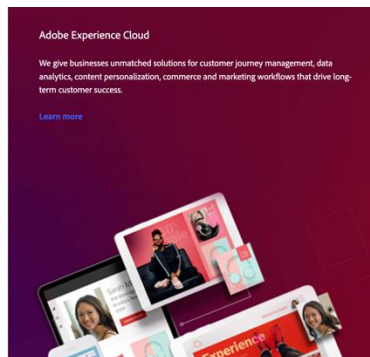 Adobe Experience Cloud
We give businesses unmatched solutions for customer journey management, data
analytics, content personalization, commerce and marketing workflows that drive long-
term customer success.
Learn more
Sarah
Experience